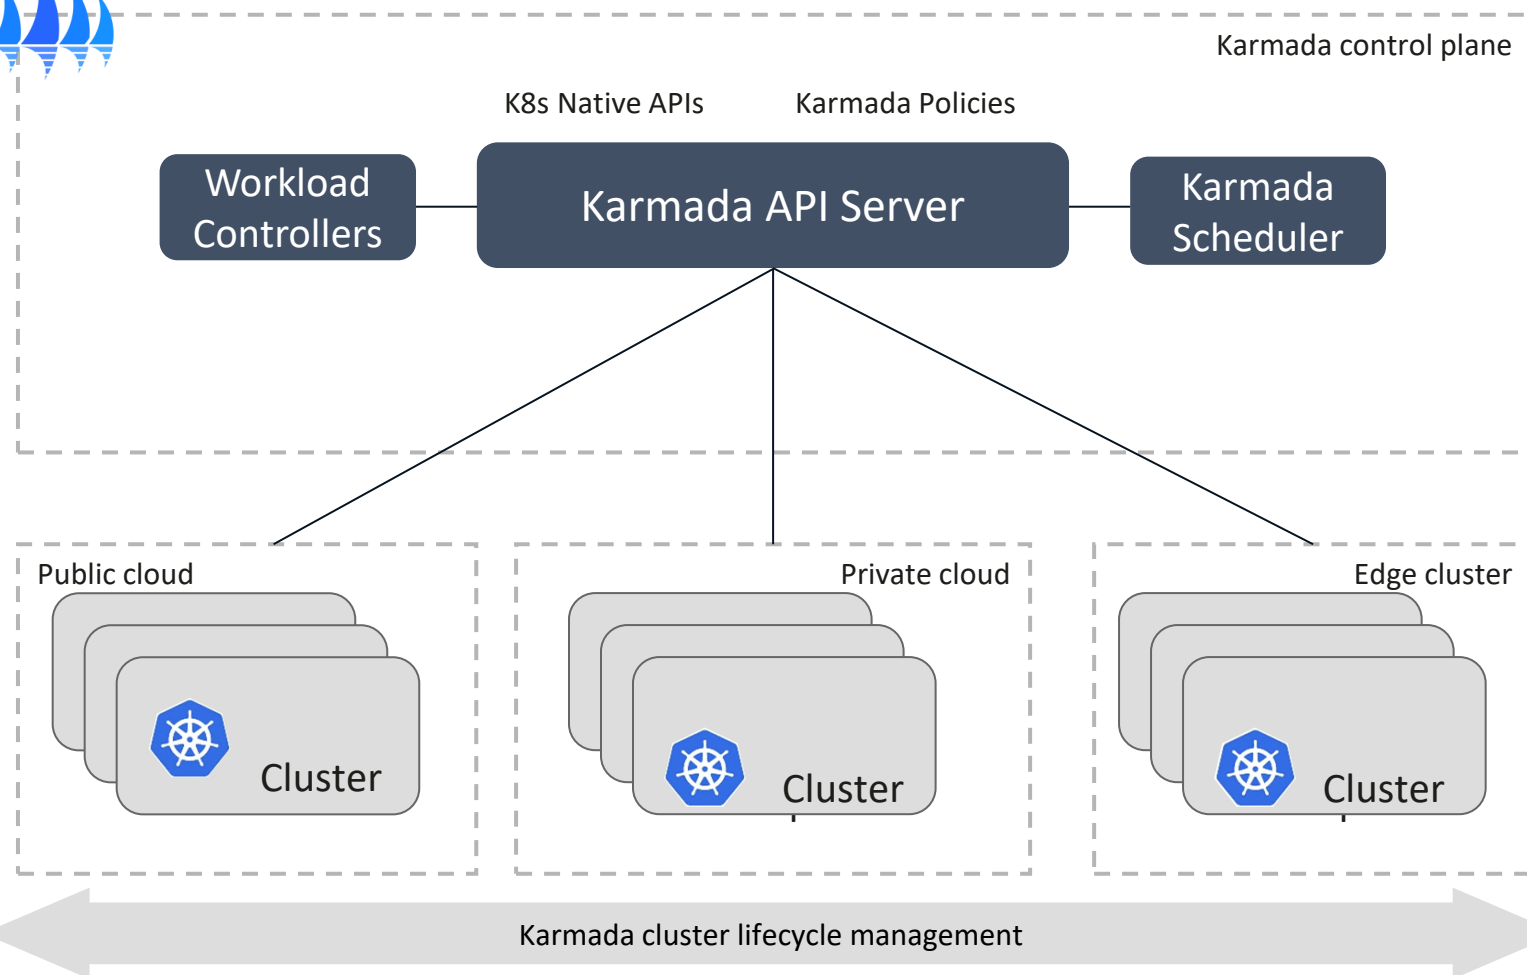 Karmada control plane
K8s Native APIs
Karmada Policies
Workload
Controllers
Karmada API Server
Karmada
Scheduler
Public cloud
Private cloud
Edge cluster
Cluster
Cluster
Cluster
Karmada cluster lifecycle management